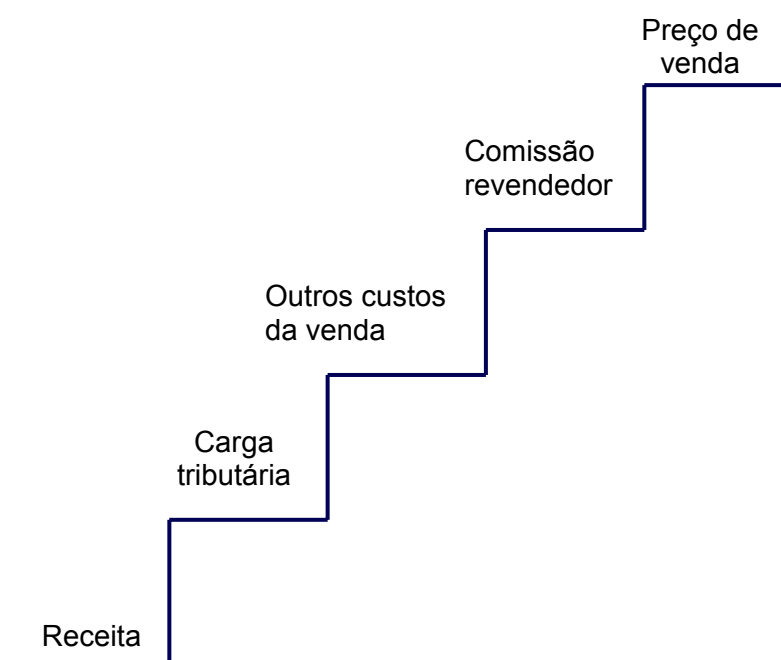 Preço de
venda
Comissão
revendedor
Outros custos
da venda
Carga
tributária
Receita